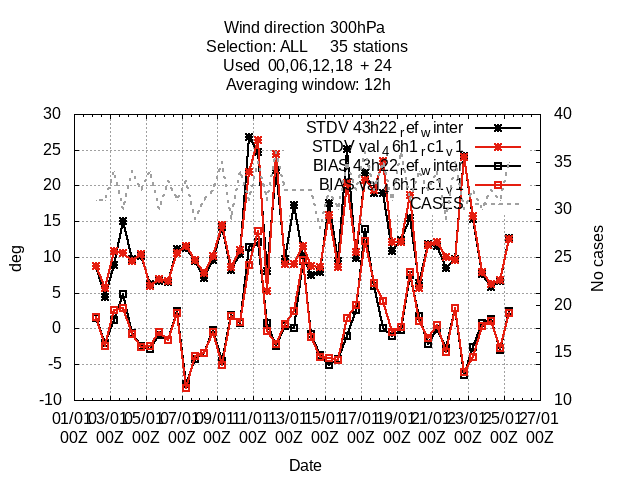 Wind direction 300hPa
Selection: ALL 35 stations
Used 00,06,12,18 + 24
Averaging window: 12h
STDV 43h22_ref_winter
STDV val_46h1_rc1_v1
BIAS 43h22_ref_winter
BIAS val_46h1_rc1_v1
CASES
30
25
20
15
10
5
0
-5
-10
40
35
30
25
20
15
10
deg
No cases
01/01 03/01 05/01 07/01 09/01 11/01 13/01 15/01 17/01 19/01 21/01 23/01 25/01 27/01
00Z 00Z 00Z 00Z 00Z 00Z 00Z 00Z 00Z 00Z 00Z 00Z 00Z 00Z
Date